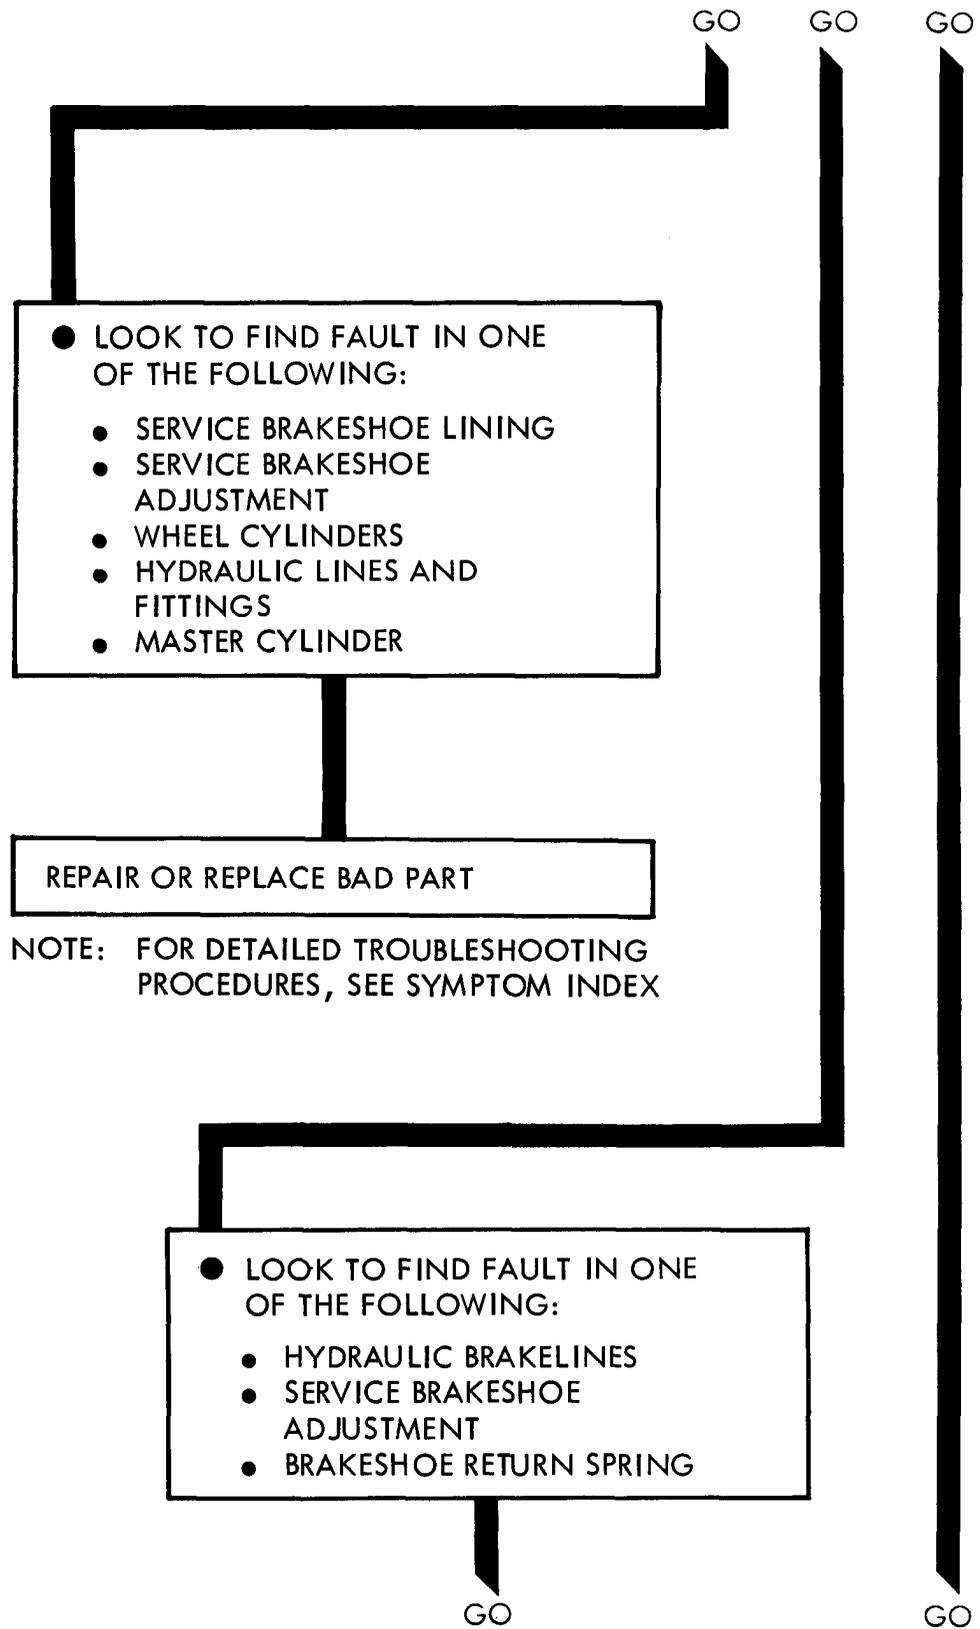 GO GO GO
● LOOK TO FIND FAULT IN ONE
OF THE FOLLOWING:
● SERVICE BRAKESHOE LINING
● SERVICE BRAKESHOE
ADJUSTMENT
● WHEEL CYLINDERS
● HYDRAULIC LINES AND
FITTINGS
● MASTER CYLINDER
REPAIR OR REPLACE BAD PART
NOTE: FOR DETAILED TROUBLESHOOTING
PROCEDURES, SEE SYMPTOM INDEX
● LOOK TO FIND FAULT IN ONE
OF THE FOLLOWING:
● HYDRAULIC BRAKELINES
● SERVICE BRAKESHOE
ADJUSTMENT
● BRAKESHOE RETURN SPRING
GO GO